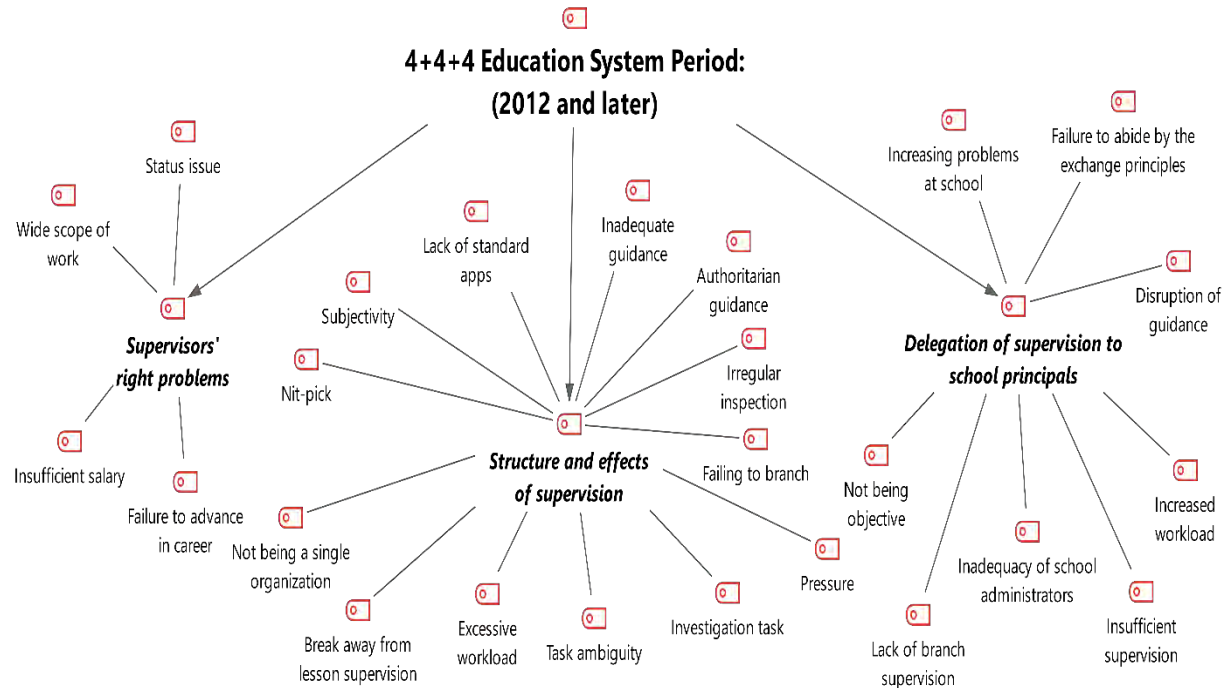 4+4+4 Education System Period:
(2012 and later)
Status issue
Wide scope of
work
Supervisors'
right problems
Insufficient salary
Failure to advance
in career
Lack of standard
apps
Inadequate
guidance
Authoritarian
guidance
Subjectivity
Nit-pick
Irregular
inspection
Failing to branch
Structure and effects
of supervision
Not being a single
organization
Break away from
lesson supervision
Excessive
workload
Task ambiguity
Investigation task
Pressure
Increasing problems
at school
Failure to abide by the
exchange principles
Disruption of
guidance
Delegation of supervision to
school principals
Not being
objective
Lack of branch
supervision
Inadequacy of school
administrators
Insufficient
supervision
Increased
workload